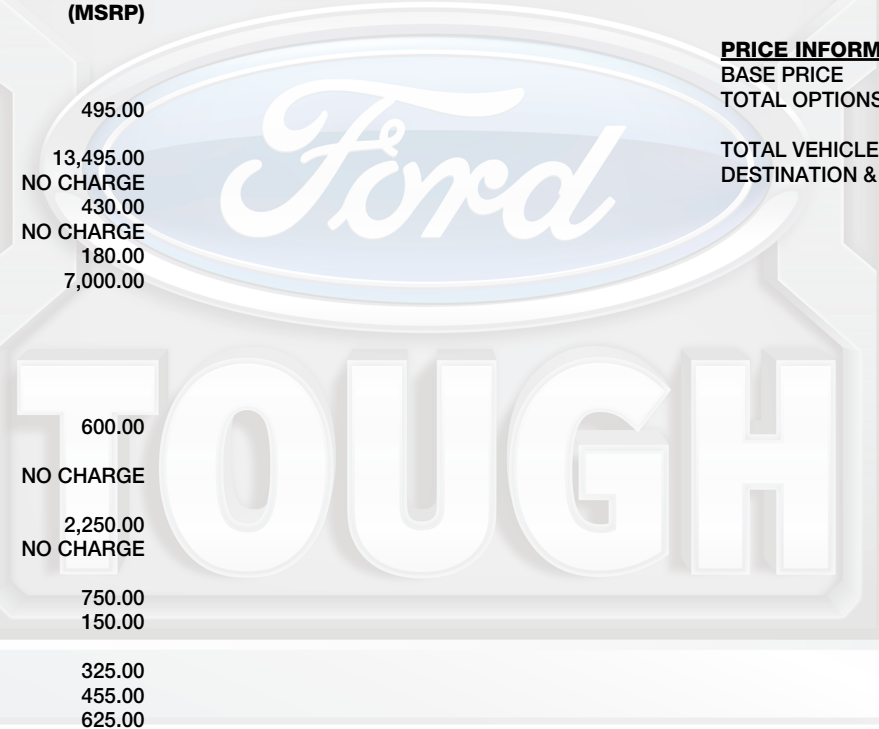 (MSRP)
495.00
13,495.00
NO CHARGE
430.00
NO CHARGE
180.00
7,000.00
600.00
NO CHARGE
2,250.00
NO CHARGE
750.00
150.00
325.00
455.00
625.00
PRICE INFORM
BASE PRICE
TOTAL OPTIONS
TOTAL VEHICLE
DESTINATION &
Ford
TOUGH